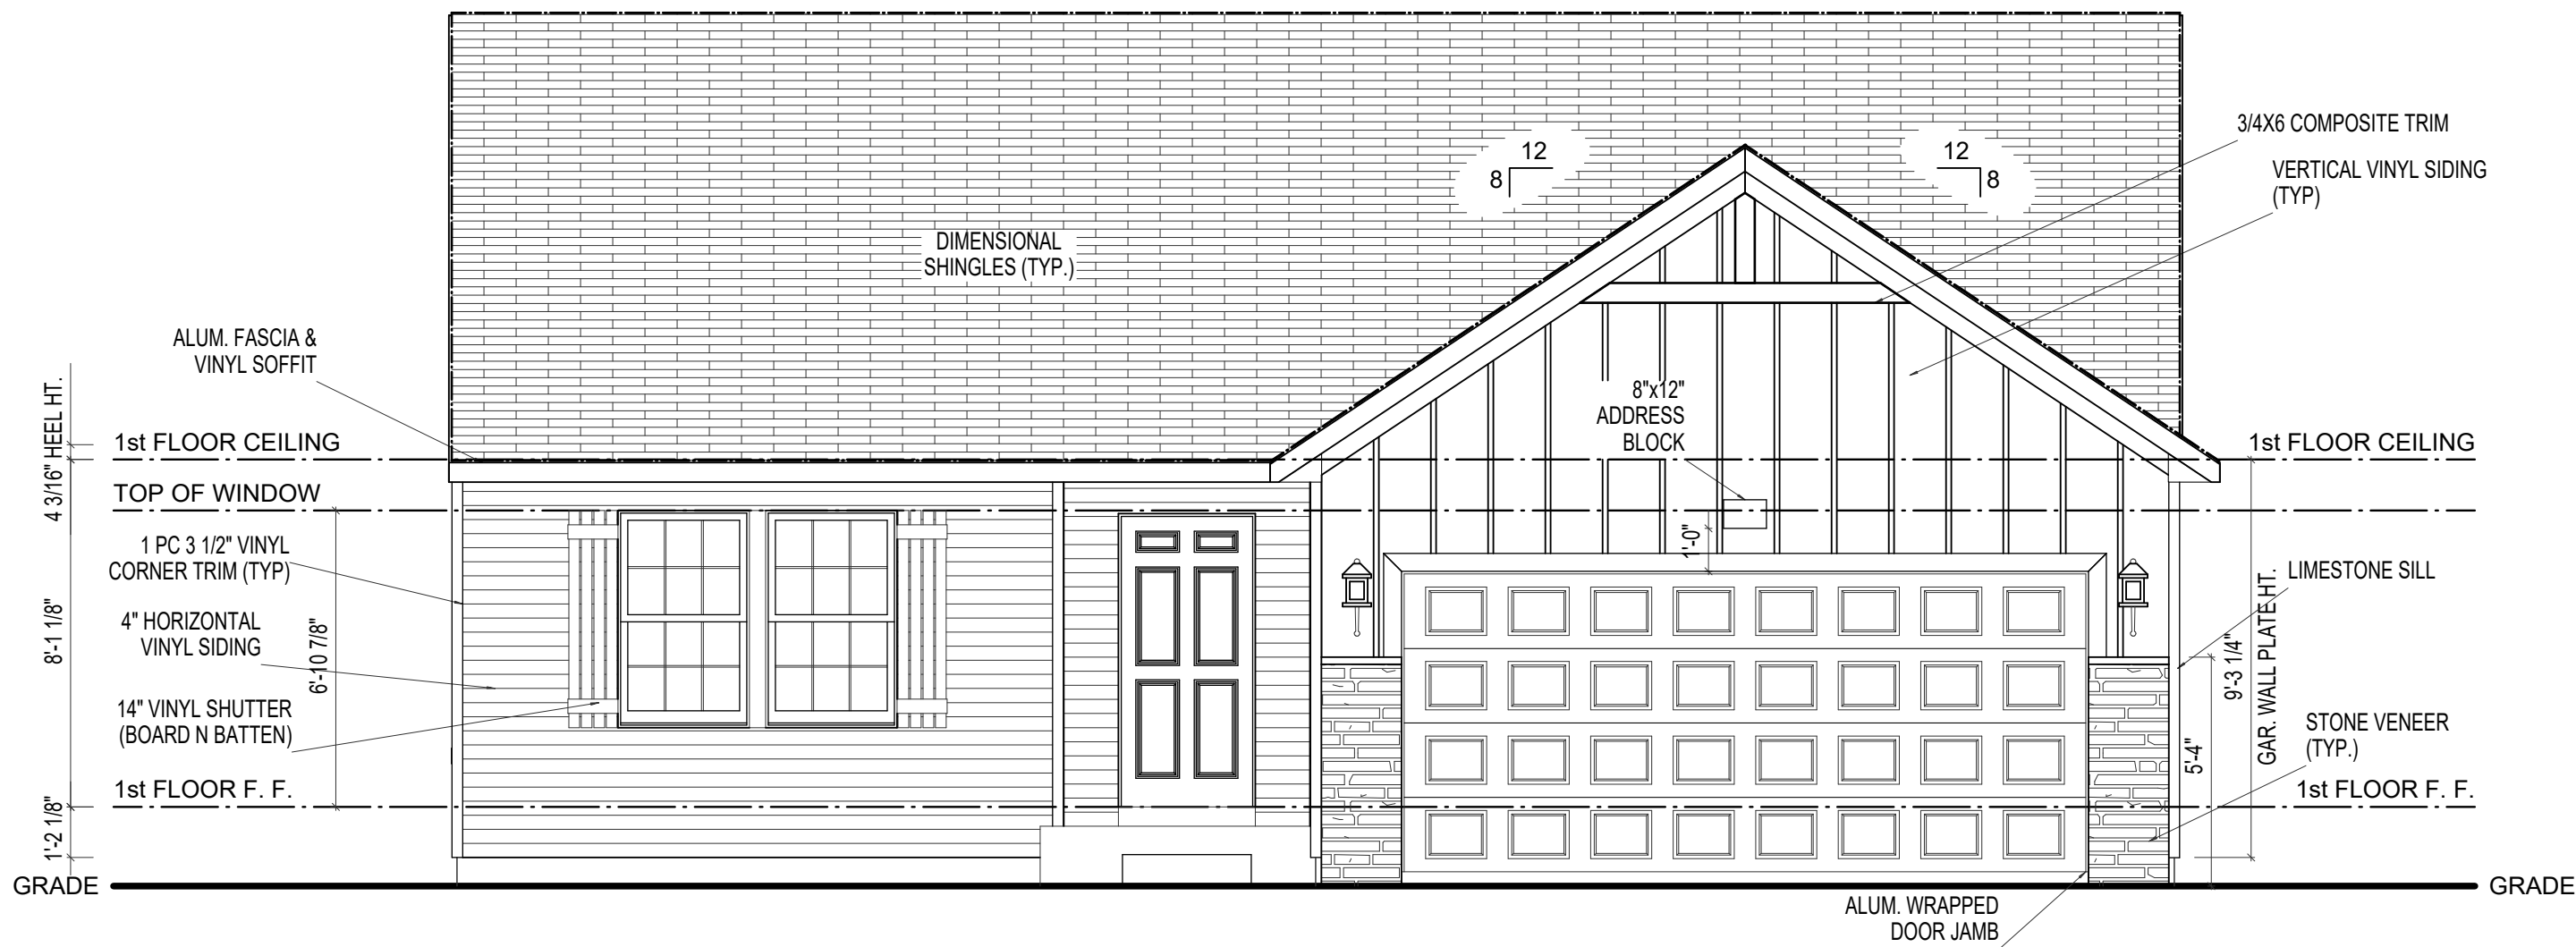 12
8
12
8
3/4X6 COMPOSITE TRIM
VERTICAL VINYL SIDING
(TYP)
DIMENSIONAL
SHINGLES (TYP.)
ALUM. FASCIA &
VINYL SOFFIT
8"x12"
ADDRESS
BLOCK
4 3/16" HEEL HT.
1st FLOOR CEILING
1st FLOOR CEILING
TOP OF WINDOW
1 PC 3 1/2" VINYL
CORNER TRIM (TYP)
1'-0"
LIMESTONE SILL
4" HORIZONTAL
VINYL SIDING
8'-1 1/8"
6'-10 7/8"
9'-3 1/4"
GAR. WALL PLATE HT.
14" VINYL SHUTTER
(BOARD N BATTEN)
STONE VENEER
(TYP.)
5'-4"
1st FLOOR F. F.
1st FLOOR F. F.
1'-2 1/8"
GRADE
GRADE
ALUM. WRAPPED
DOOR JAMB